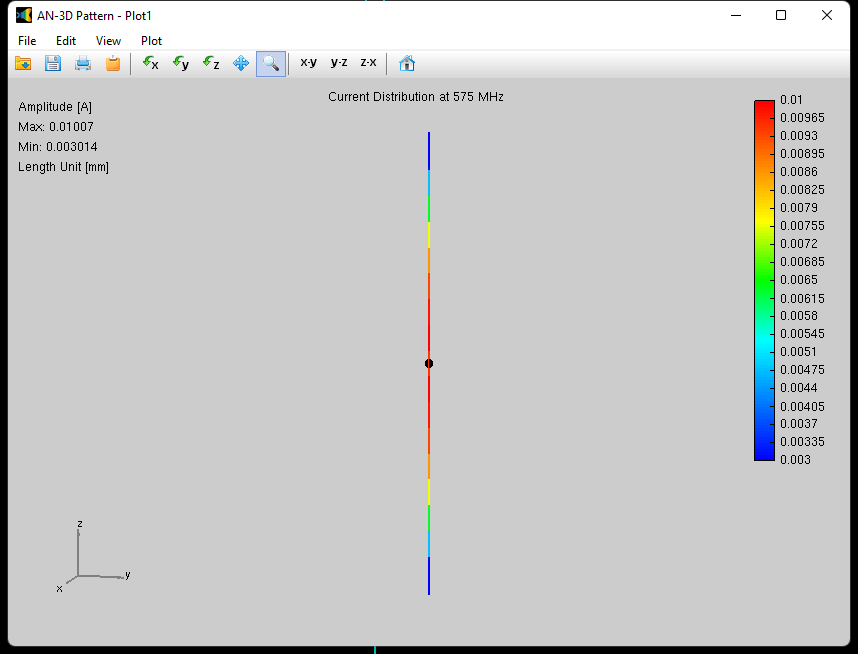 AN-3D Pattern - Plot1
File Edit View Plot
x y z x-y y-z z-x
Current Distribution at 575 MHz
Amplitude [A]
Max: 0.01007
Min: 0.003014
Length Unit [mm]
0.01
0.00965
0.0093
0.00895
0.0086
0.00825
0.0079
0.00755
0.0072
0.00685
0.0065
0.00615
0.0058
0.00545
0.0051
0.00475
0.0044
0.00405
0.0037
0.00335
0.003
z
y
x